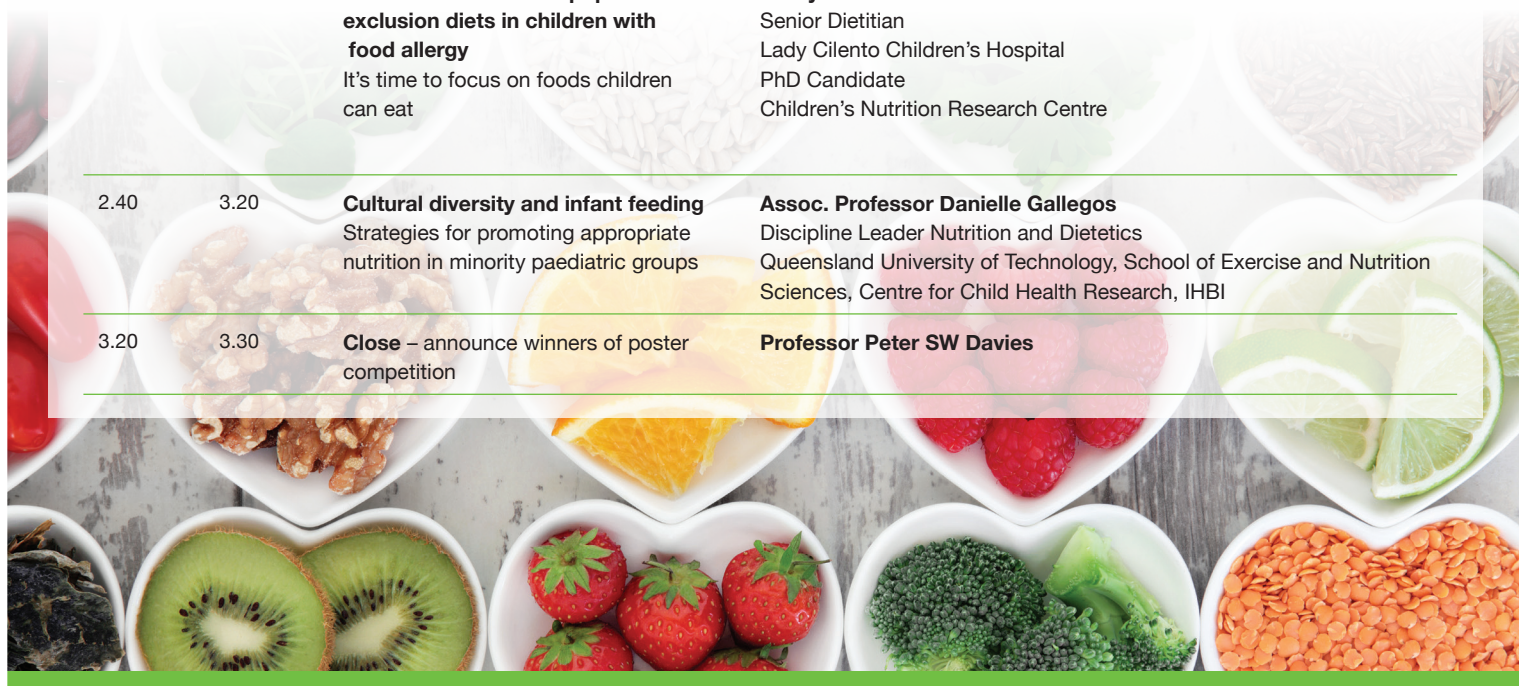 exclusion diets in children with
food allergy
It's time to focus on foods children
can eat
Senior Dietitian
Lady Cilento Children's Hospital
PhD Candidate
Children's Nutrition Research Centre
2.40 3.20 Cultural diversity and infant feeding
Strategies for promoting appropriate
nutrition in minority paediatric groups
Assoc. Professor Danielle Gallegos
Discipline Leader Nutrition and Dietetics
Queensland University of Technology, School of Exercise and Nutrition
Sciences, Centre for Child Health Research, IHBI
3.20 3.30 Close – announce winners of poster
competition
Professor Peter SW Davies